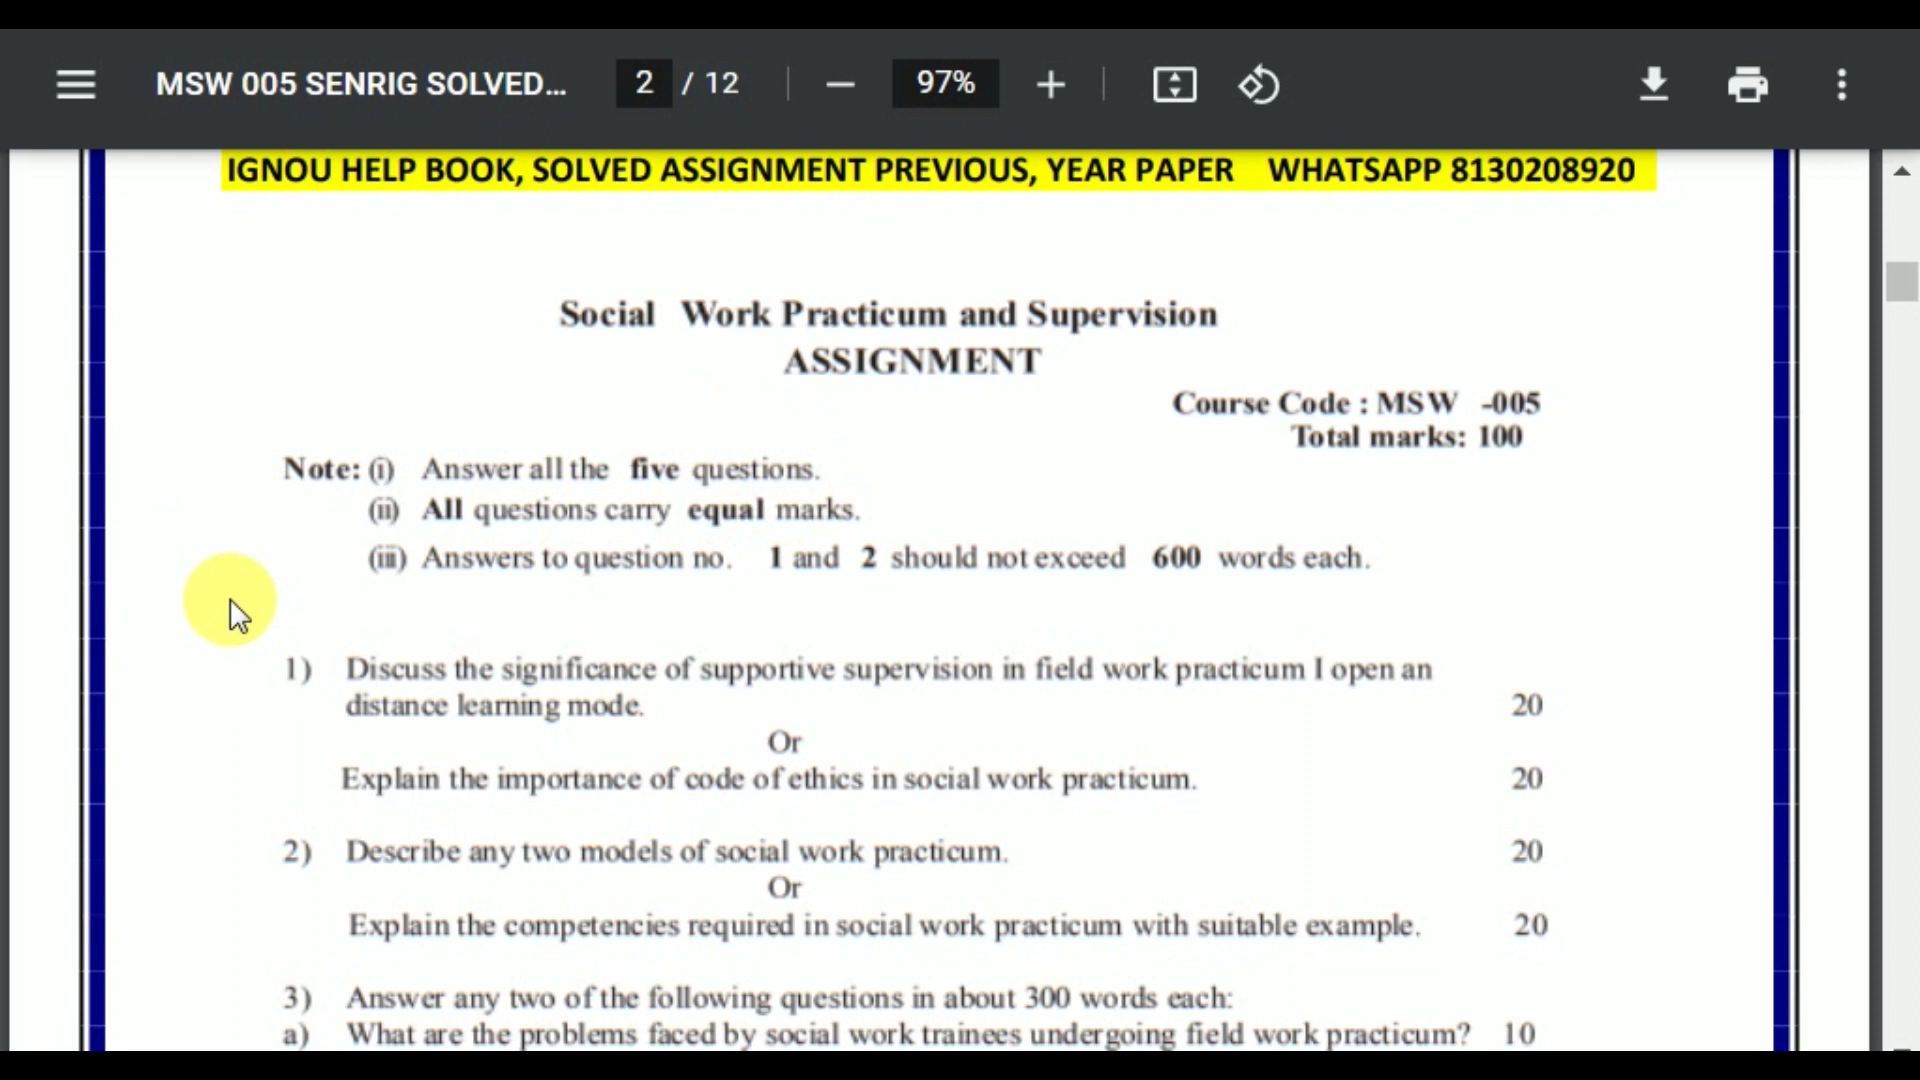 MSW 005 SENRIG SOLVED... 2 / 12 97%
IGNOU HELP BOOK, SOLVED ASSIGNMENT PREVIOUS, YEAR PAPER WHATSAPP 8130208920
Social Work Practicum and Supervision
ASSIGNMENT
Course Code : MSW -005
Total marks: 100
Note: (i) Answer all the five questions.
(ii) All questions carry equal marks.
(iii) Answers to question no. 1 and 2 should not exceed 600 words each.
1) Discuss the significance of supportive supervision in field work practicum I open an
distance learning mode. 20
Or
Explain the importance of code of ethics in social work practicum. 20
2) Describe any two models of social work practicum. 20
Or
Explain the competencies required in social work practicum with suitable example. 20
3) Answer any two of the following questions in about 300 words each:
a) What are the problems faced by social work trainees undergoing field work practicum? 10